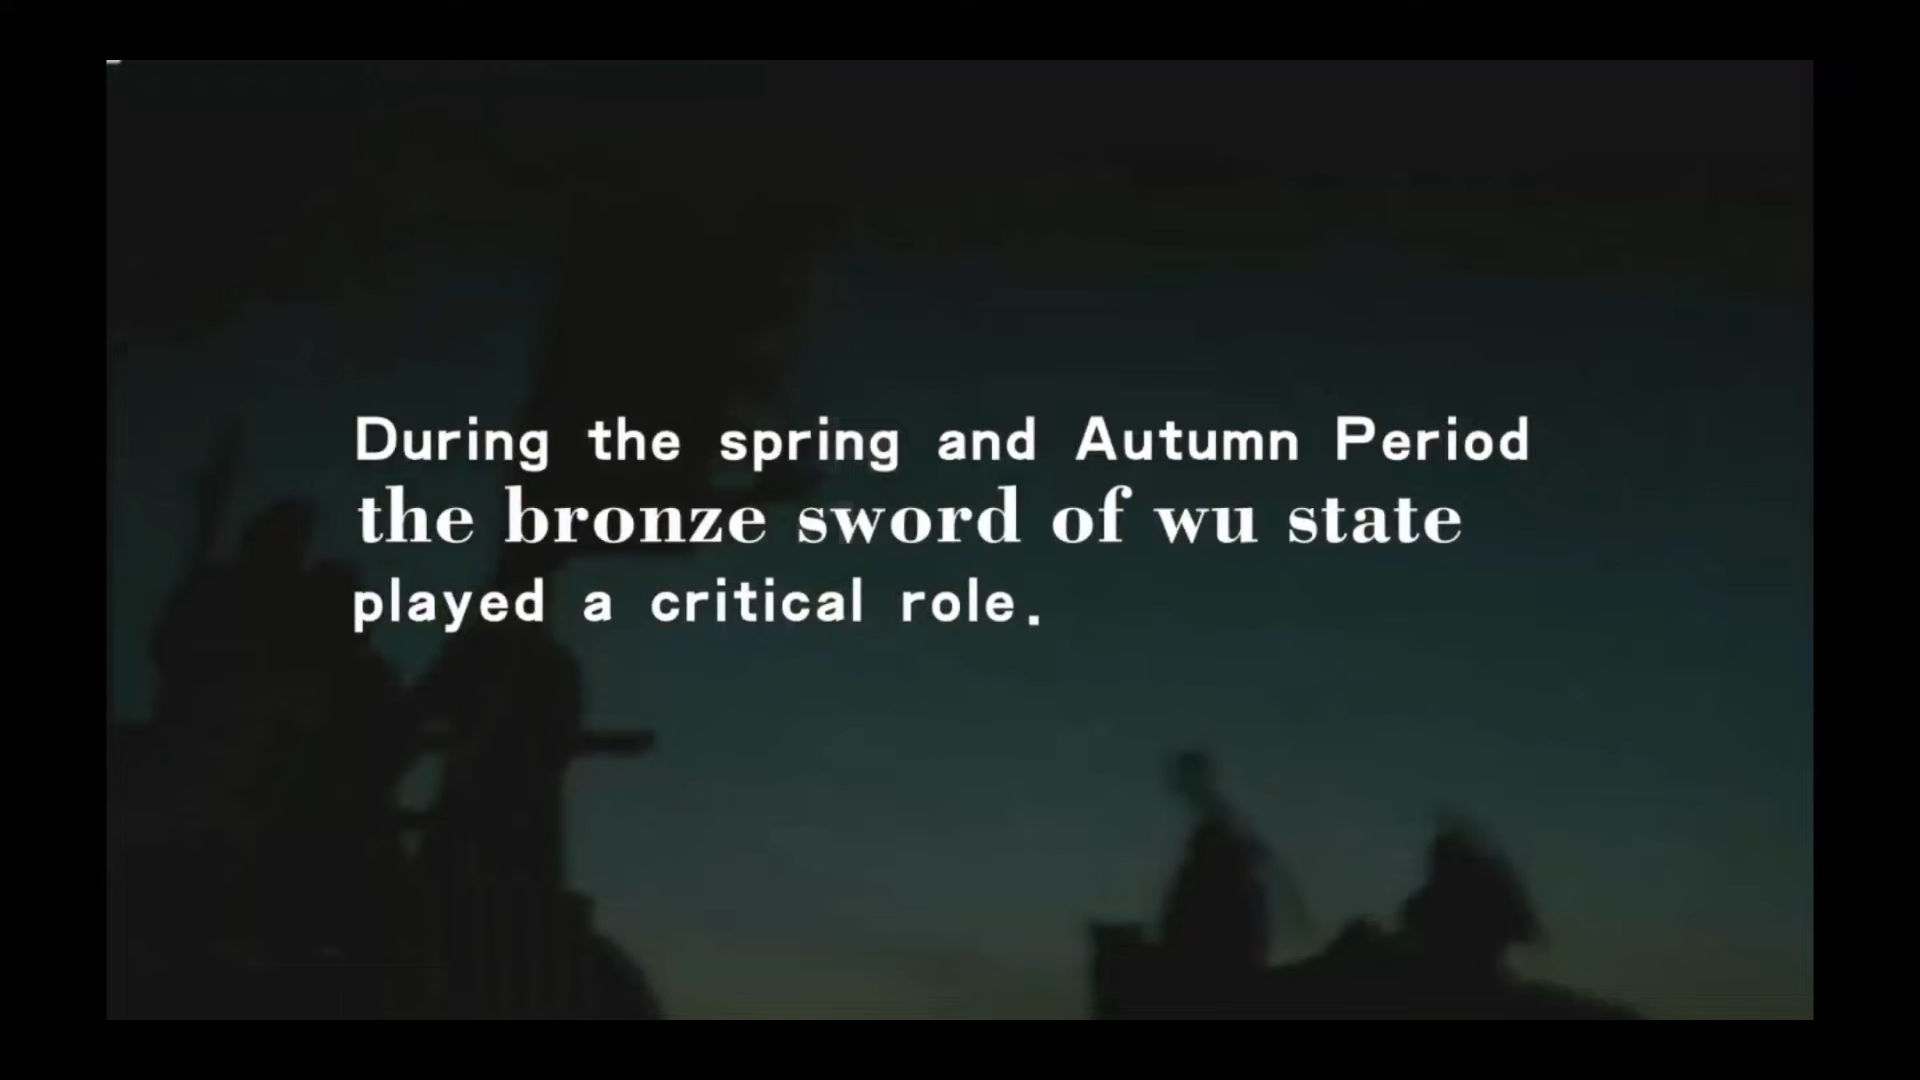 During the spring and Autumn Period
the bronze sword of wu state
played a critical role.